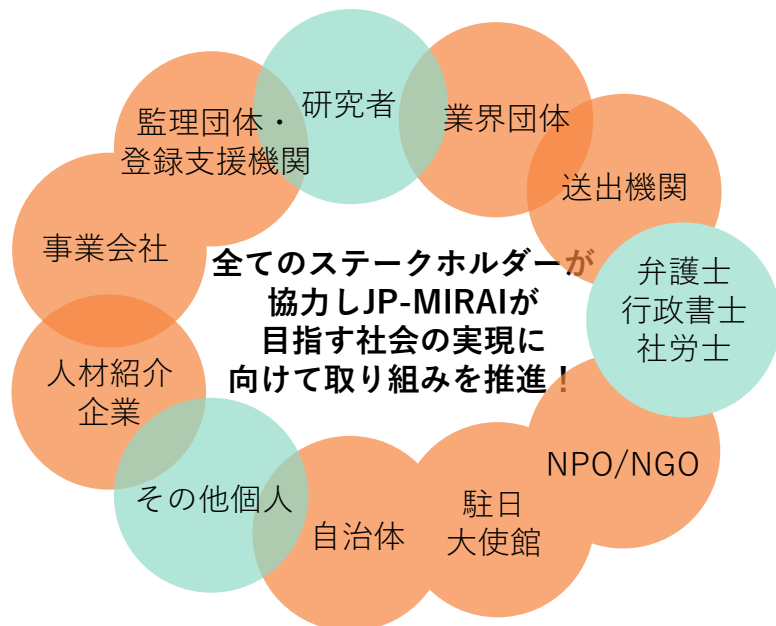 研究者
業界団体
監理団体・
登録支援機関
送出機関
事業会社
全てのステークホルダーが
協力しJP-MIRAIが
目指す社会の実現に
向けて取り組みを推進！
弁護士
行政書士
社労士
人材紹介
企業
NPO/NGO
その他個人
自治体
駐日
大使館